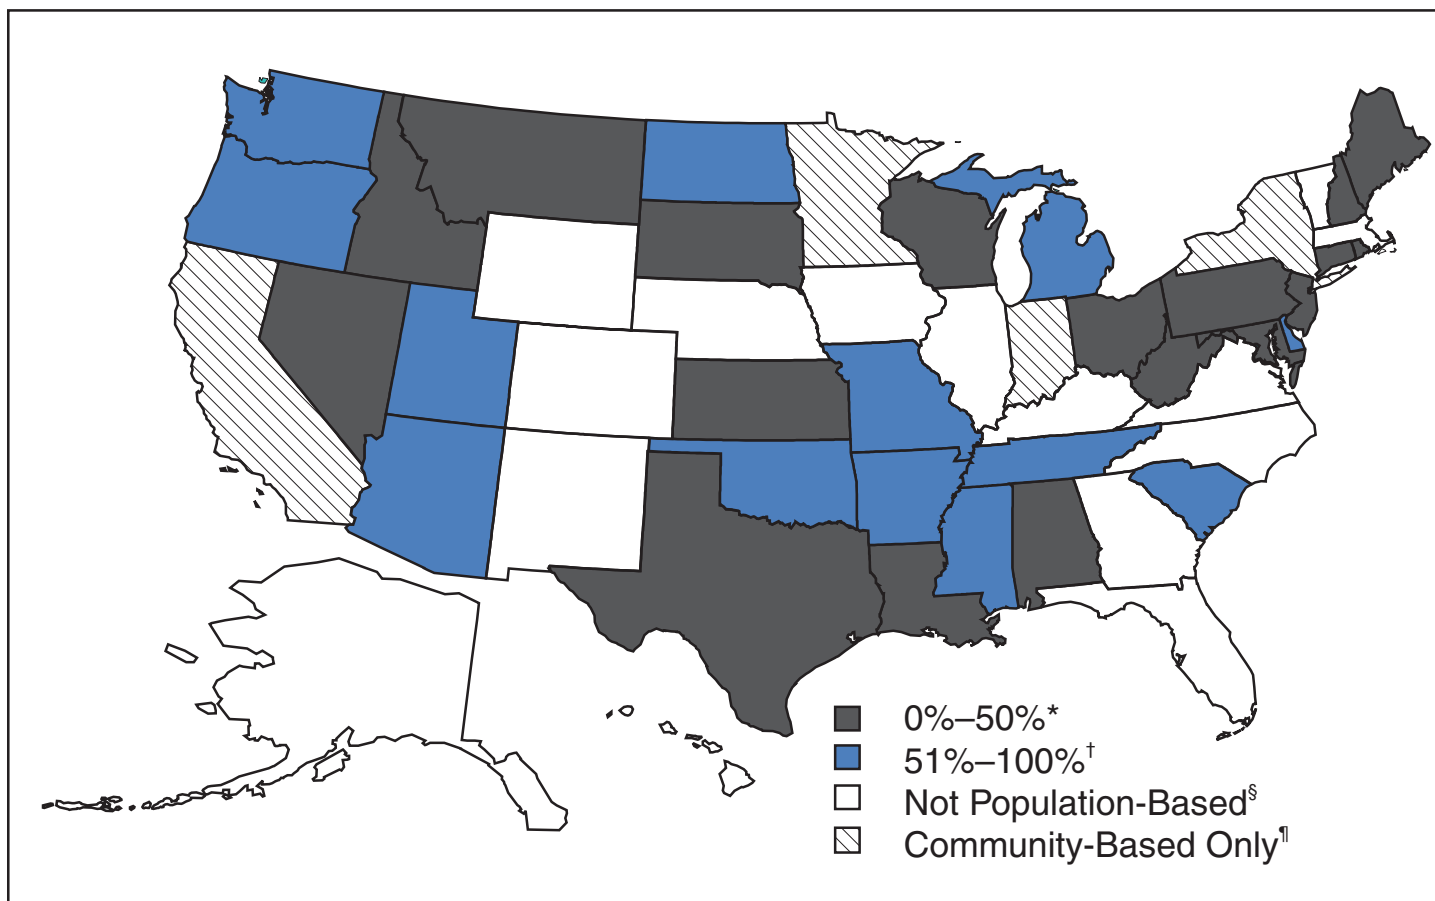 0%–50%*
51%–100%†
Not Population-Based§
Community-Based Only¶